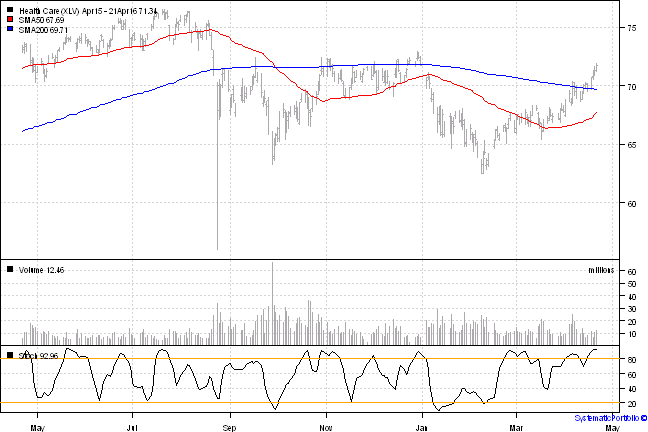 Health Care (XLV) Apr15 - 21Apr16 71.34
SMA50 67.69
SMA200 69.71
75
70
65
60
Volume 12.46
millions
60
50
40
30
20
10
Stoch 92.96
80
60
40
20
May Jul Sep Nov Jan Mar May
SystematicPortfolio ©